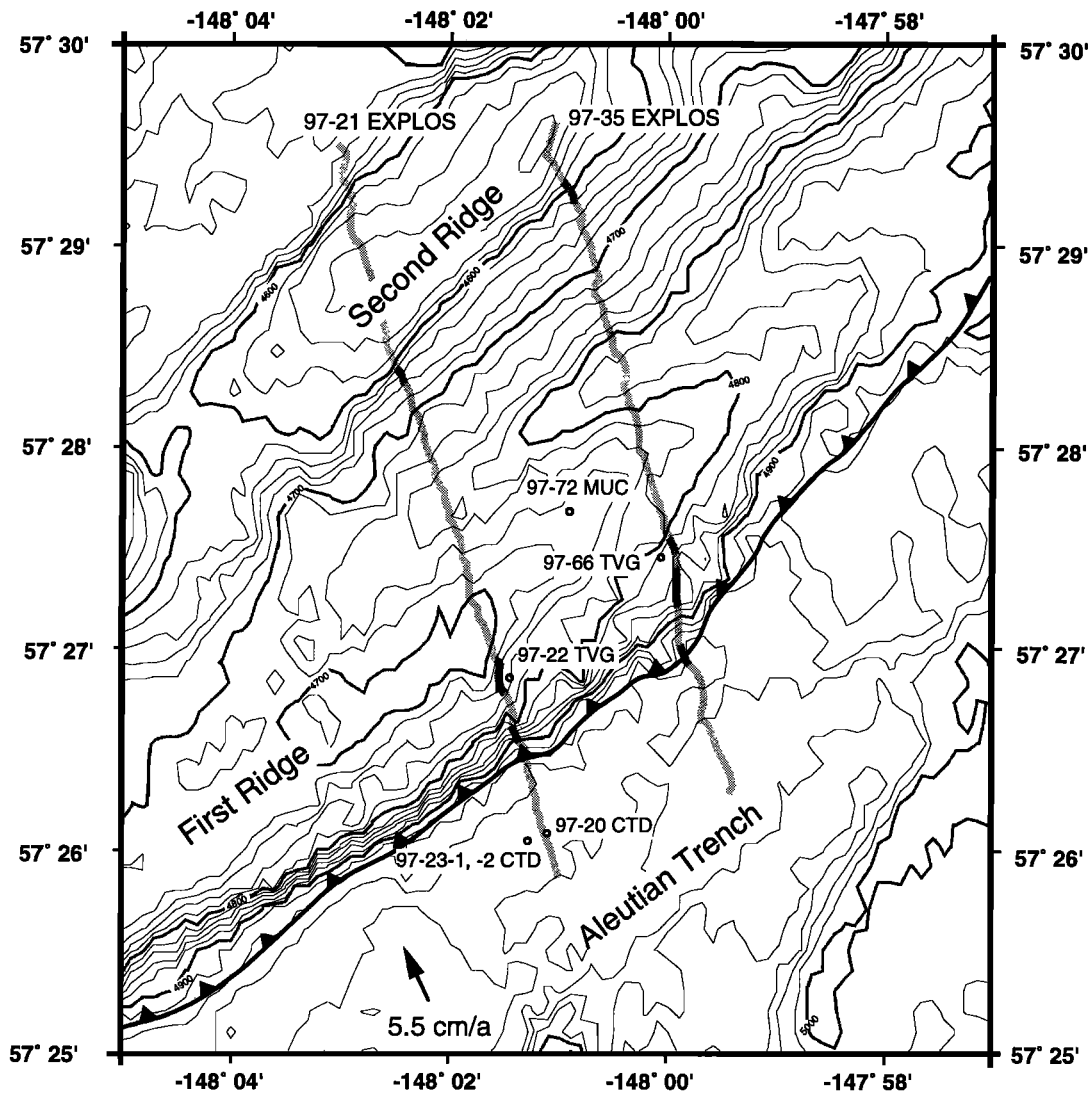 -148° 04'
-148° 02'
-148° 00'
-147° 58'
57° 30'
57° 30'
97-21 EXPLOS
97-35 EXPLOS
Second Ridge
57° 29'
57° 29'
4700
4600
4600
4800
57° 28'
57° 28'
4900
97-72 MUC
4700
97-66 TVG
57° 27'
57° 27'
97-22 TVG
4700
First Ridge
97-20 CTD
57° 26'
57° 26'
97-23-1, -2 CTD
Aleutian Trench
4800
4900
5.5 cm/a
5000
57° 25'
57° 25'
-148° 04'
-148° 02'
-148° 00'
-147° 58'